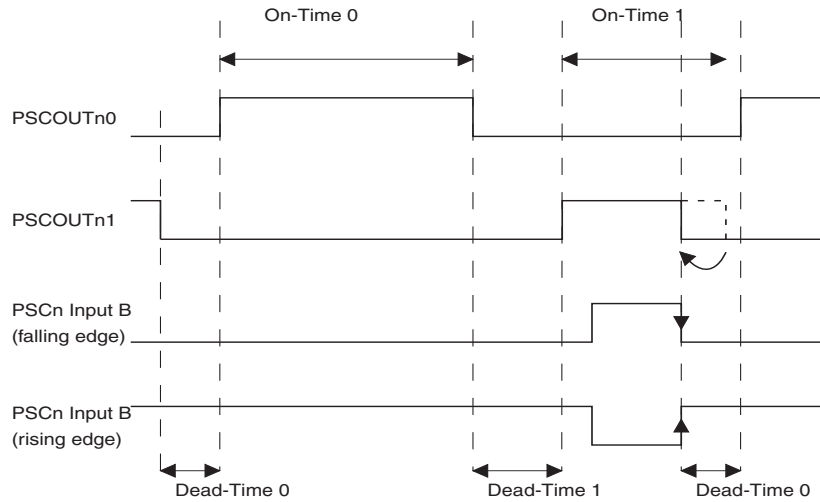 On-Time 0
On-Time 1
PSCOUTn0
PSCOUTn1
PSCn Input B
(falling edge)
PSCn Input B
(rising edge)
Dead-Time 0
Dead-Time 1
Dead-Time 0